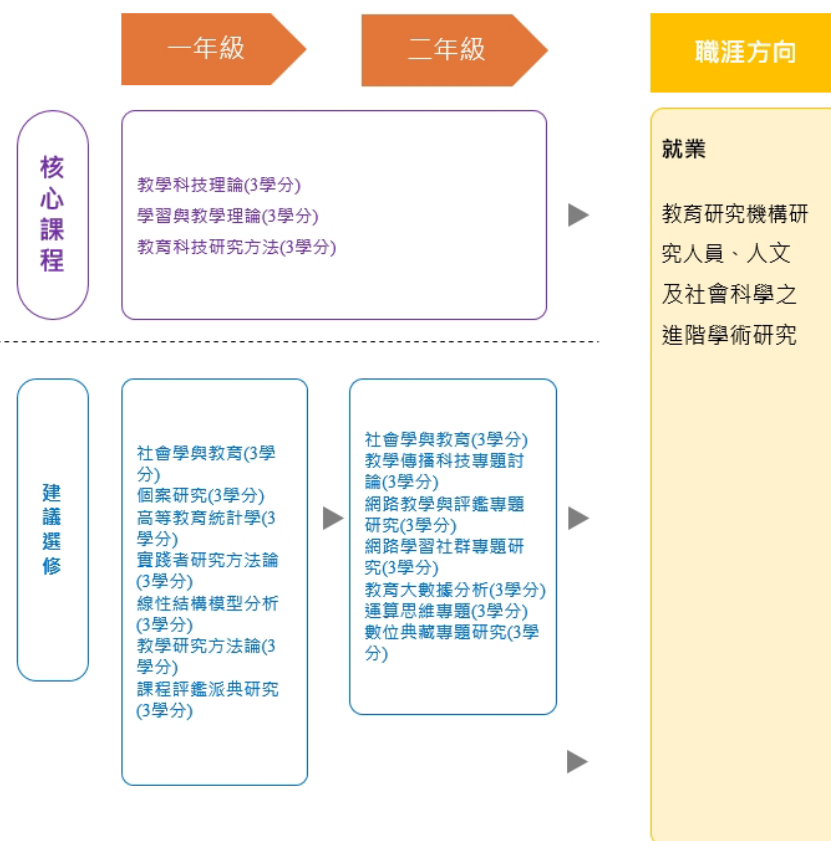 一年級
二年級
職涯方向
核
心
課
程
教學科技理論(3學分)
學習與教學理論(3學分)
教育科技研究方法(3學分)
就業
教育研究機構研
究人員、人文
及社會科學之
進階學術研究
建
議
選
修
社會學與教育(3學
分)
個案研究(3學分)
高等教育統計學(3
學分)
實踐者研究方法論
(3學分)
線性結構模型分析
(3學分)
教學研究方法論(3
學分)
課程評鑑派典研究
(3學分)
社會學與教育(3學分)
教學傳播科技專題討
論(3學分)
網路教學與評鑑專題
研究(3學分)
網路學習社群專題研
究(3學分)
教育大數據分析(3學分)
運算思維專題(3學分)
數位典藏專題研究(3學
分)